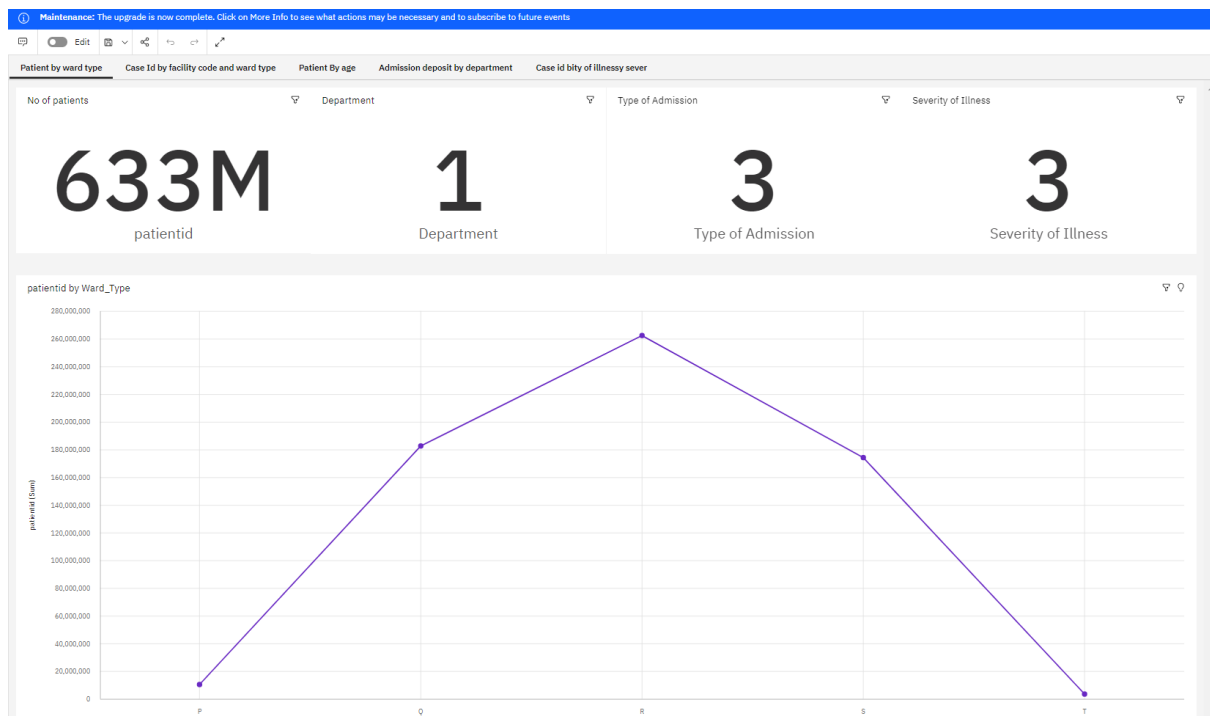 Maintenance: The upgrade is now complete. Click on More Info to see what actions may be necessary and to subscribe to future events
Edit
Patient by ward type Case Id by facility code and ward type Patient By age Admission deposit by department Case id bity of illnessy sever
No of patients Department Type of Admission Severity of Illness
633M 1 3 3
patientid Department Type of Admission Severity of Illness
patientid by Ward_Type
280,000,000
260,000,000
240,000,000
220,000,000
200,000,000
180,000,000
160,000,000
140,000,000
120,000,000
100,000,000
80,000,000
60,000,000
40,000,000
20,000,000
0
patientid (Sum)
P Q R S T